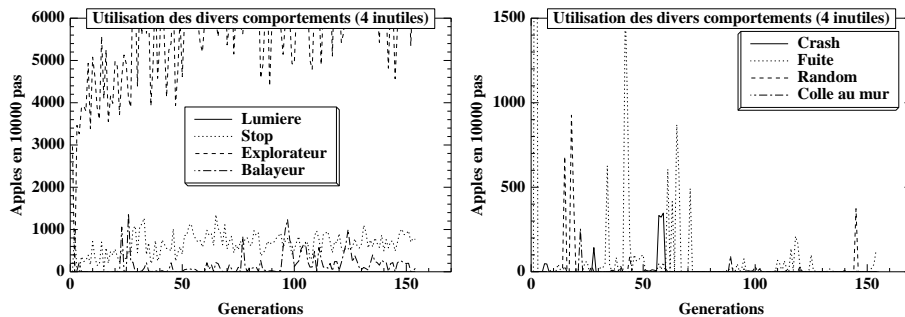 Utilisation des divers comportements (4 inutiles)
Apples en 10000 pas
6000
5000
4000
3000
2000
1000
0
Lumiere
Stop
Explorateur
Balayeur
0
50
100
150
Generations
Utilisation des divers comportements (4 inutiles)
Apples en 10000 pas
1500
1000
500
0
Crash
Fuite
Random
Colle au mur
0
50
100
150
Generations